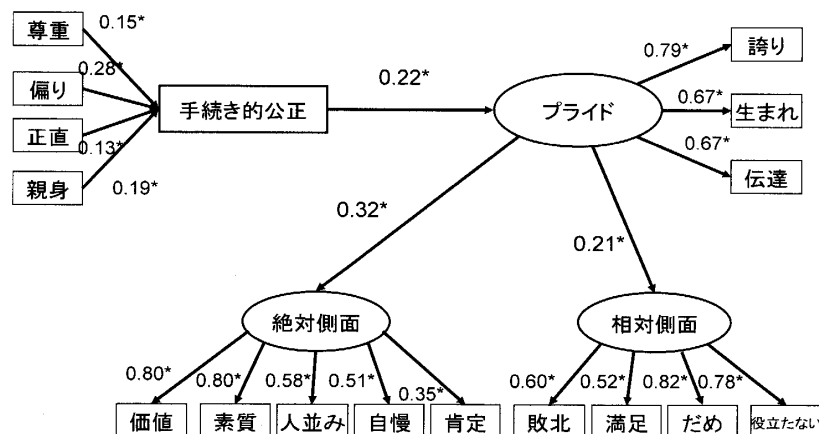 尊重
0.15*
偏り
0.28*
正直
0.13*
親身
0.19*
手続き的公正
0.22*
プライド
0.79*
誇り
0.67*
生まれ
0.67*
伝達
0.32*
0.21*
絶対側面
相対側面
0.80*
0.80*
0.58*
0.51*
0.35*
0.60*
0.52*
0.82*
0.78*
価値
素質
人並み
自慢
肯定
敗北
満足
だめ
役立たない